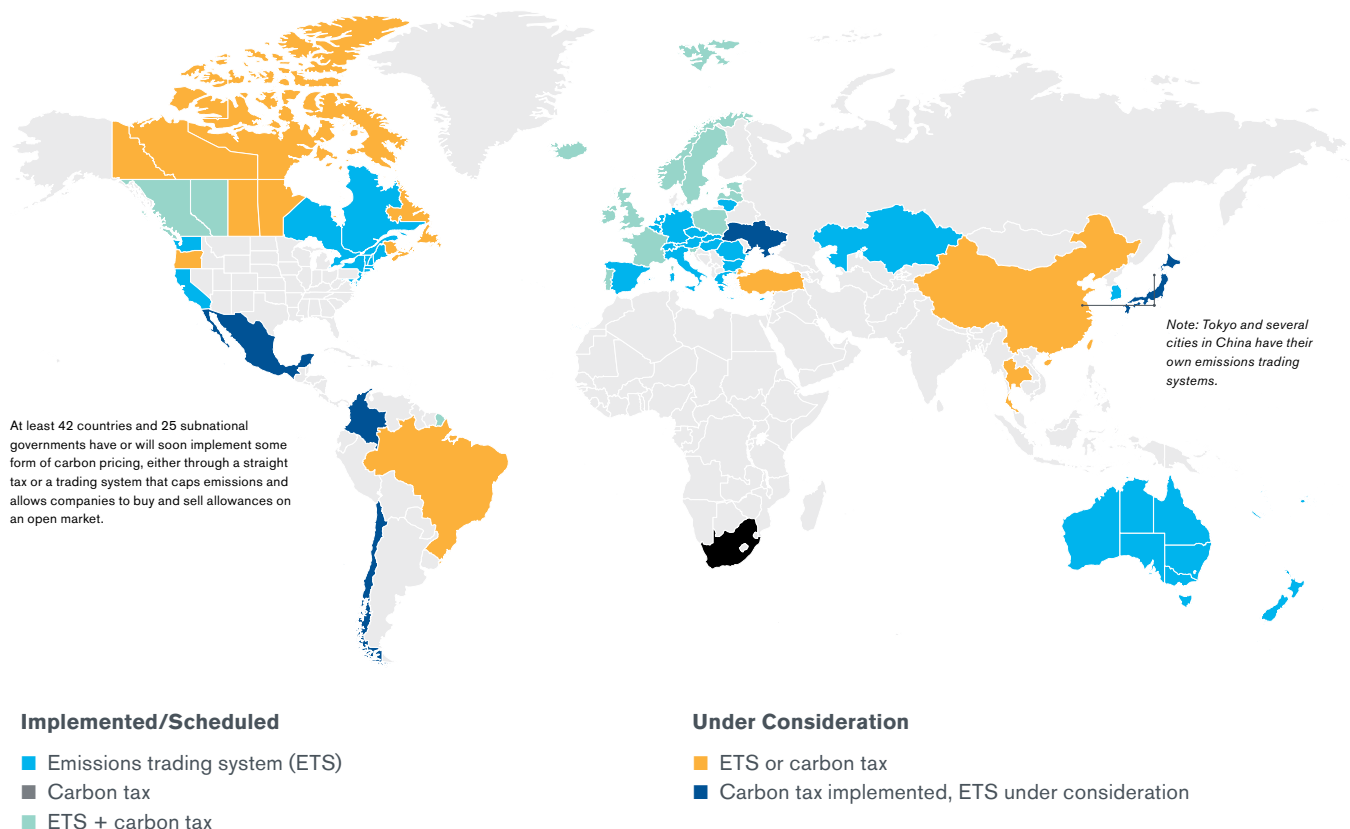 Note: Tokyo and several
cities in China have their
own emissions trading
systems.
At least 42 countries and 25 subnational
governments have or will soon implement some
form of carbon pricing, either through a straight
tax or a trading system that caps emissions and
allows companies to buy and sell allowances on
an open market.
Implemented/Scheduled
Emissions trading system (ETS)
Carbon tax
ETS + carbon tax
Under Consideration
ETS or carbon tax
Carbon tax implemented, ETS under consideration